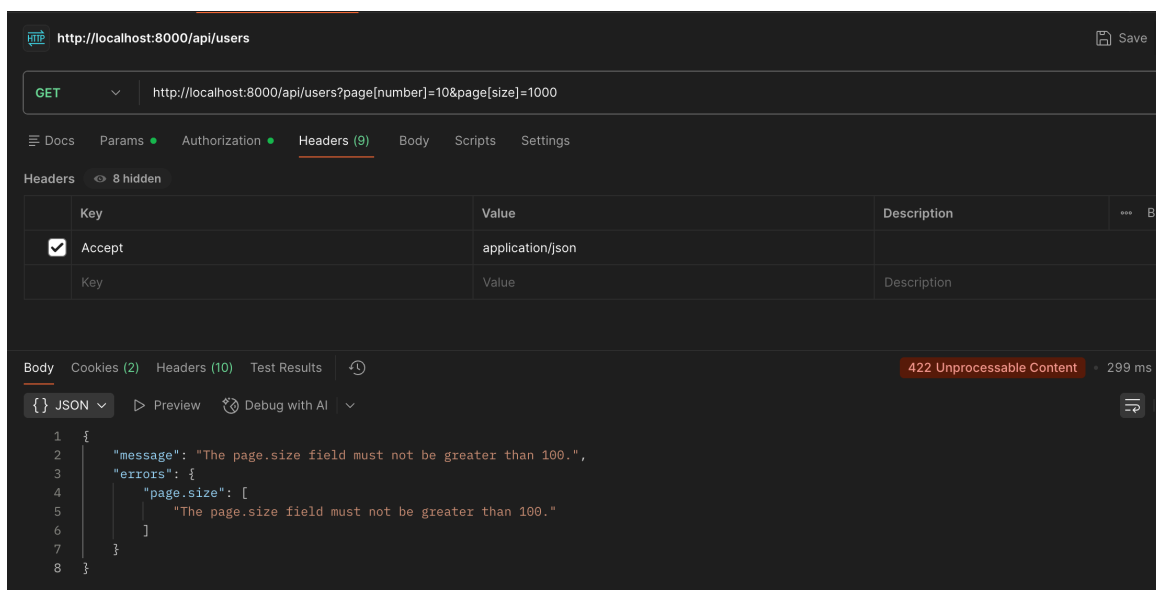 HTTP http://localhost:8000/api/users Save
GET http://localhost:8000/api/users?page[number]=10&page[size]=1000
Docs Params Authorization Headers (9) Body Scripts Settings
Headers 8 hidden
Key Value Description B
Accept application/json
Key Value Description
Body Cookies (2) Headers (10) Test Results 422 Unprocessable Content 299 ms
{} JSON Preview Debug with AI
1 {
2 "message": "The page.size field must not be greater than 100.",
3 "errors": {
4 "page.size": [
5 "The page.size field must not be greater than 100."
6 ]
7 }
8 }